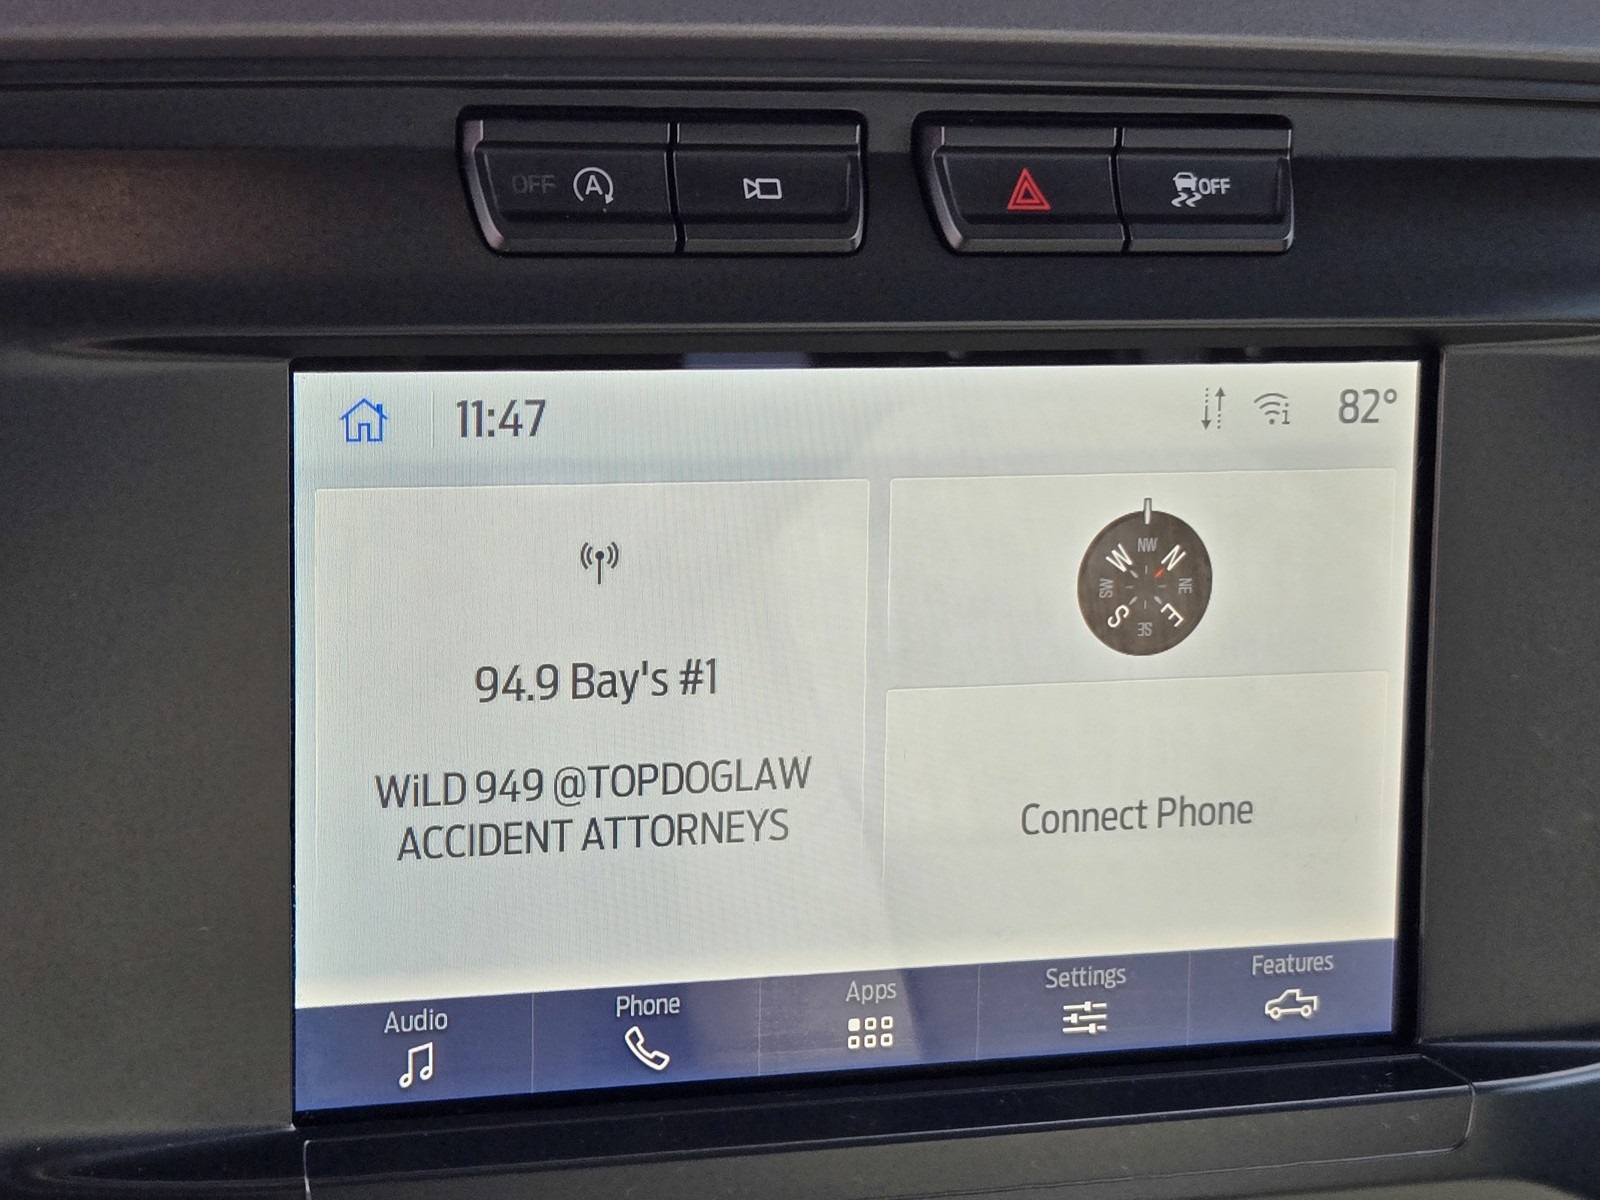 OFF A
OFF
11:47
1
82°
94.9 Bay's #1
WiLD 949 @TOPDOGLAW
ACCIDENT ATTORNEYS
NW
W N
SW NE
S E
SE
Connect Phone
Audio
Phone
Apps
Settings
Features